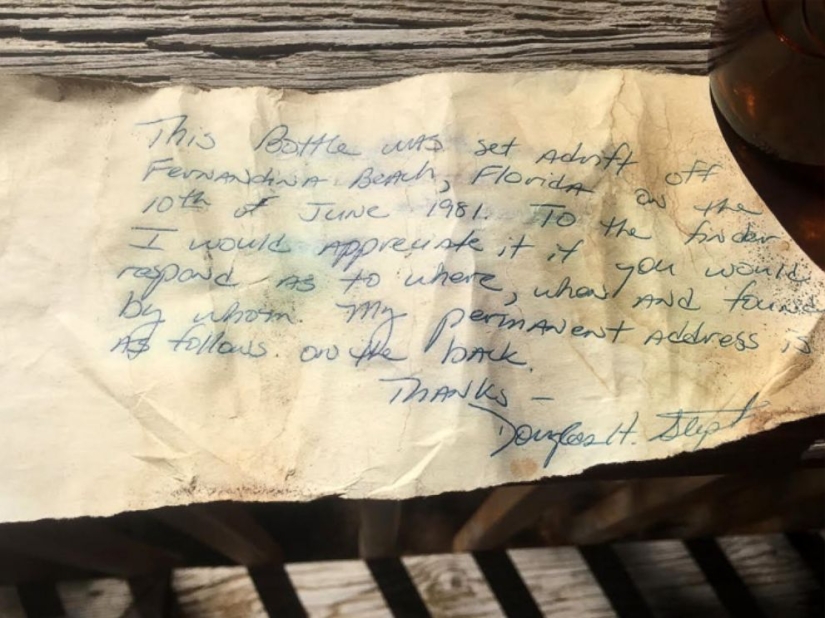 This Bottle was set adrift off
Fernandina Beach, Florida on the
10th of June 1981. To the finder
I would appreciate it if you would
respond as to where, when and found
by whom. My permanent address is
as follows. on the back.
Thanks –
Douglas H.